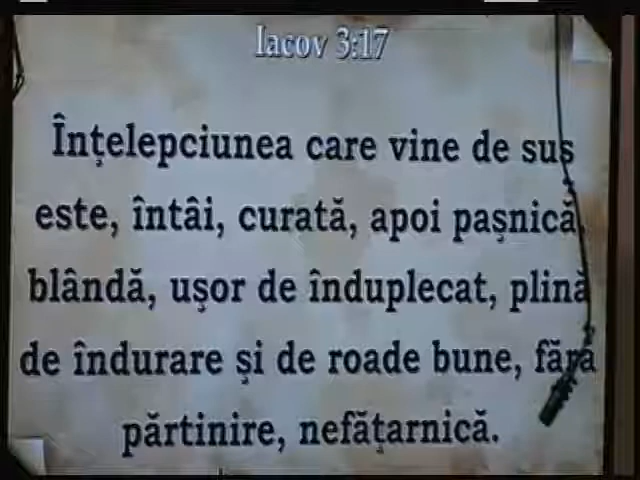 Iacov 3:17
Înțelepciunea care vine de sus
este, întâi, curată, apoi pașnică,
blândă, ușor de înduplecat, plină
de îndurare și de roade bune, fără
părtinire, nefățarnică.